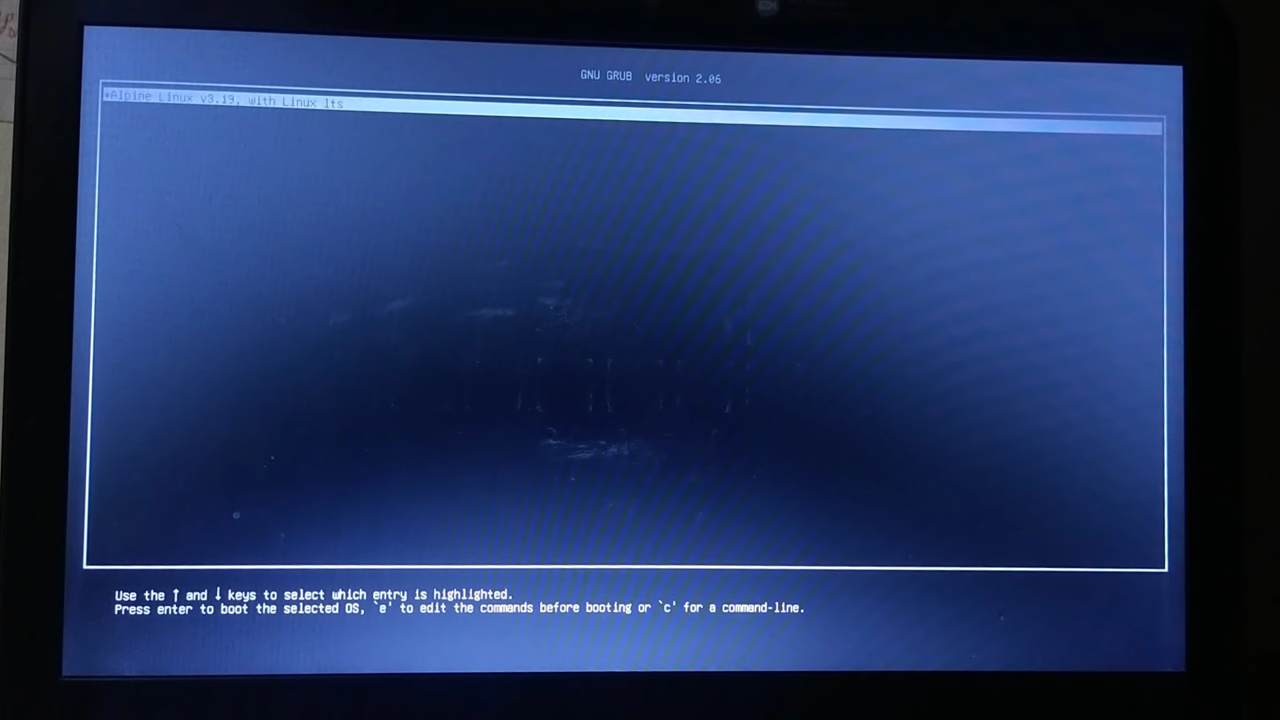 GNU GRUB version 2.06
*Alpine Linux v3.19, with Linux lts
Use the ↑ and ↓ keys to select which entry is highlighted.
Press enter to boot the selected OS, `e' to edit the commands before booting or `c' for a command-line.